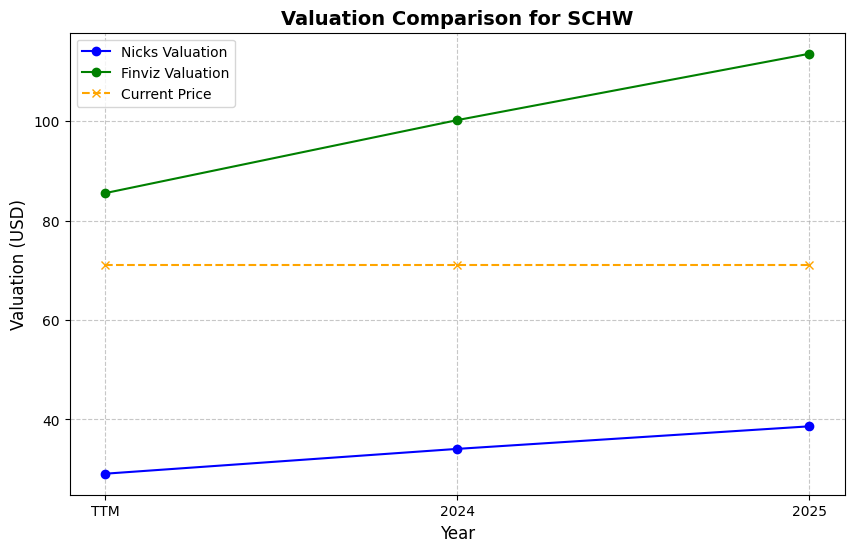 Valuation Comparison for SCHW
Nicks Valuation
Finviz Valuation
Current Price
Valuation (USD)
100
80
60
40
TTM 2024 2025
Year